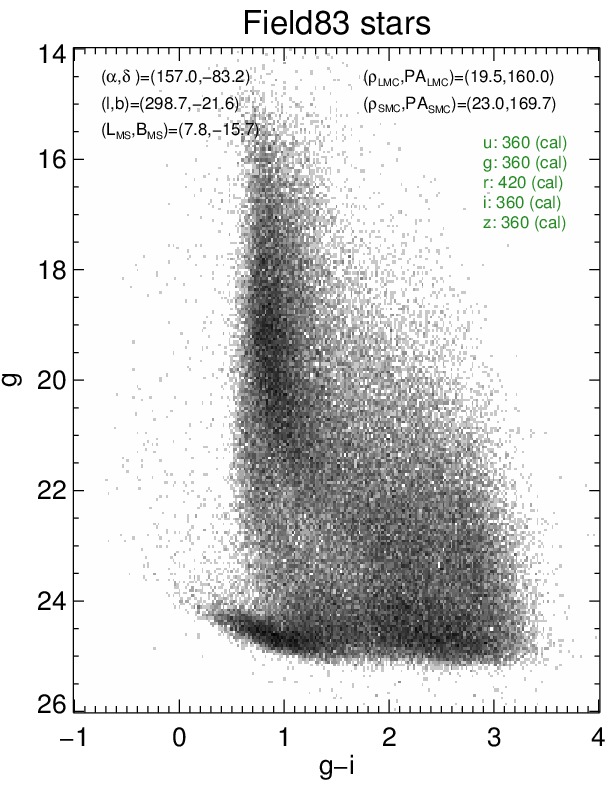 Field83 stars
(α,δ )=(157.0,−83.2)
(ρLMC,PALMC)=(19.5,160.0)
(l,b)=(298.7,−21.6)
(ρSMC,PASMC)=(23.0,169.7)
(LMS,BMS)=(7.8,−15.7)
u: 360 (cal)
g: 360 (cal)
r: 420 (cal)
i: 360 (cal)
z: 360 (cal)
14
16
18
20
22
24
26
g
−1 0 1 2 3 4
g−i